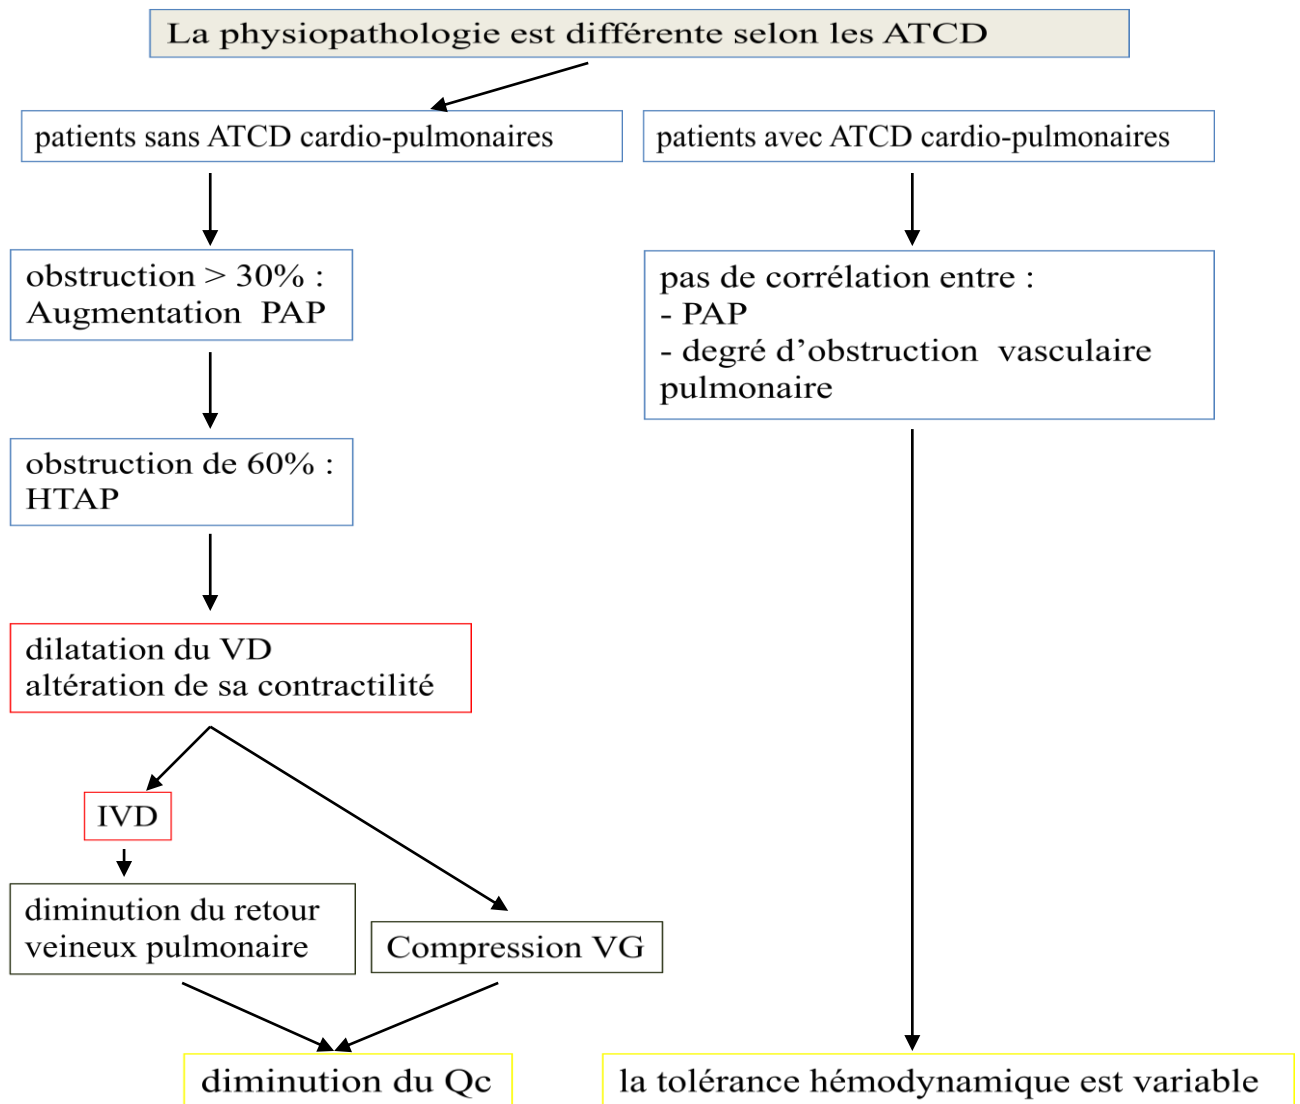 La physiopathologie est différente selon les ATCD
patients sans ATCD cardio-pulmonaires
patients avec ATCD cardio-pulmonaires
obstruction > 30% :
Augmentation PAP
pas de corrélation entre :
- PAP
- degré d’obstruction vasculaire
pulmonaire
obstruction de 60% :
HTAP
dilatation du VD
altération de sa contractilité
IVD
diminution du retour
veineux pulmonaire
Compression VG
diminution du Qc
la tolérance hémodynamique est variable